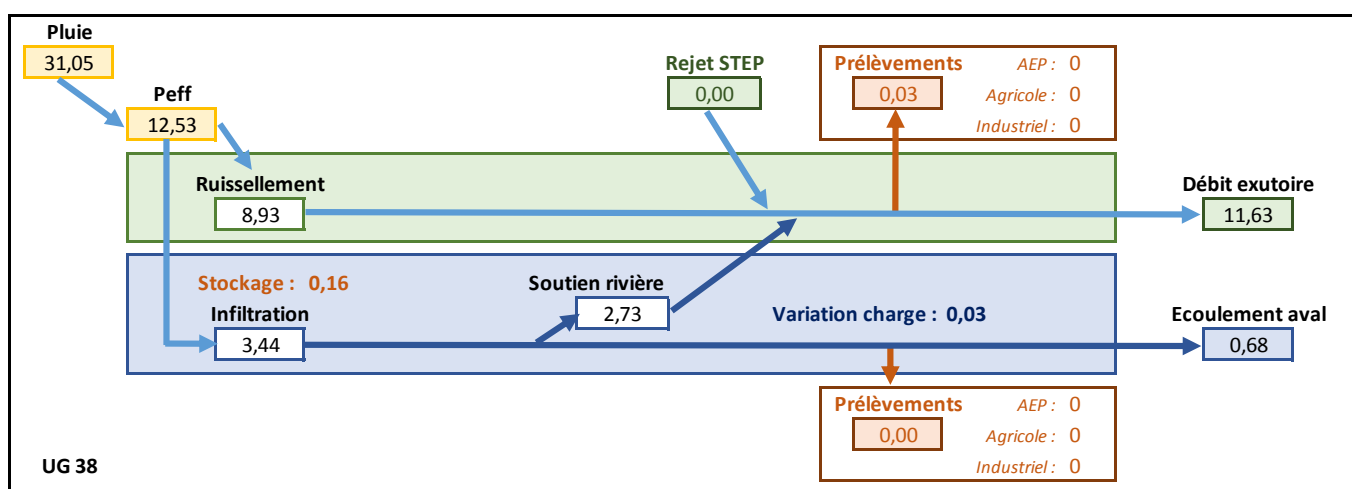 Pluie
31,05
Peff
12,53
Rejet STEP
0,00
Prélèvements
0,03
AEP : 0
Agricole : 0
Industriel : 0
Ruissellement
8,93
Débit exutoire
11,63
Stockage : 0,16
Infiltration
3,44
Soutien rivière
2,73
Variation charge : 0,03
Ecoulement aval
0,68
Prélèvements
0,00
AEP : 0
Agricole : 0
Industriel : 0
UG 38